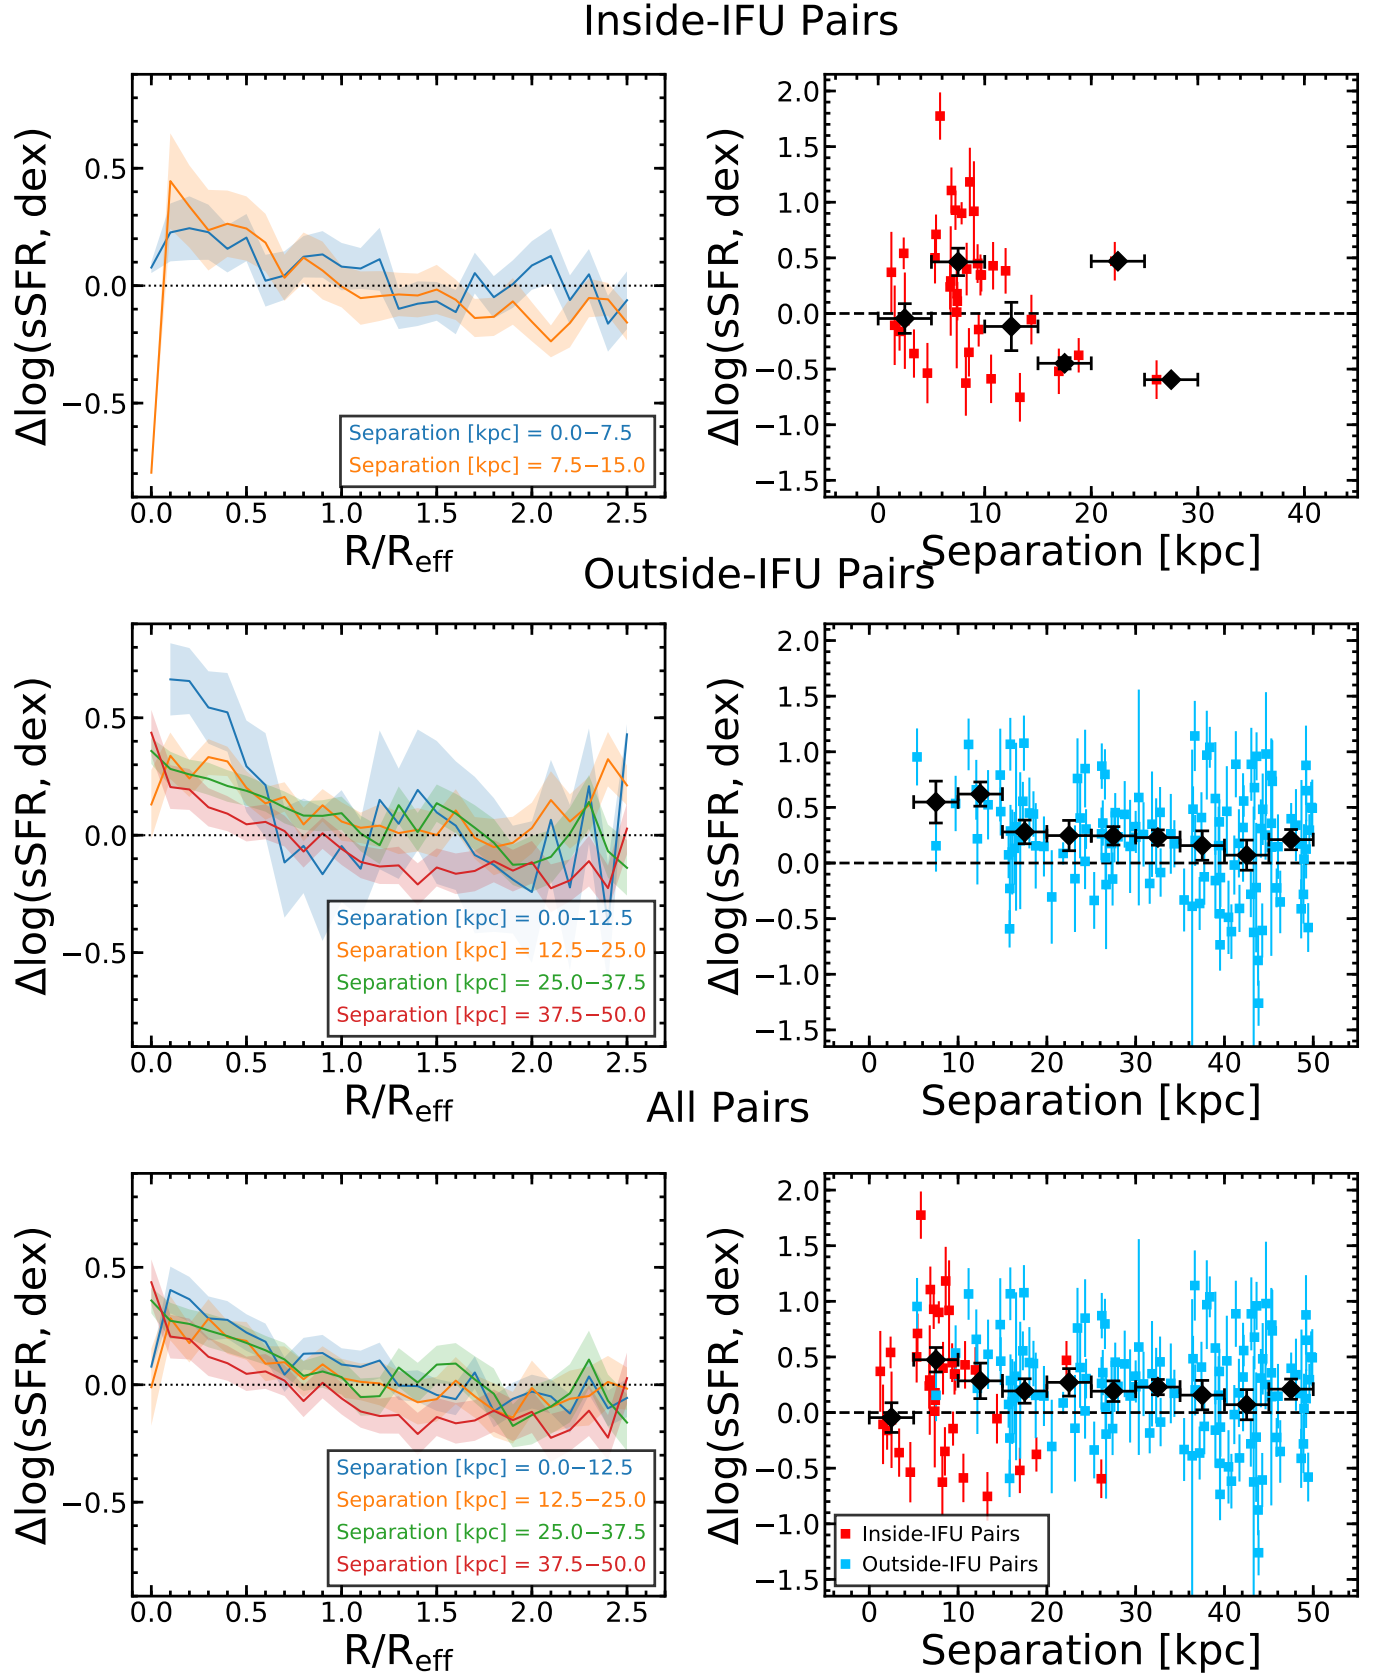 Inside-IFU Pairs
Δlog(sSFR, dex)
0.5
0.0
−0.5
Separation [kpc] = 0.0−7.5
Separation [kpc] = 7.5−15.0
0.0 0.5 1.0 1.5 2.0 2.5
R/Reff
Δlog(sSFR, dex)
2.0
1.5
1.0
0.5
0.0
−0.5
−1.0
−1.5
0 10 20 30 40
Separation [kpc]
Outside-IFU Pairs
Δlog(sSFR, dex)
0.5
0.0
−0.5
Separation [kpc] = 0.0−12.5
Separation [kpc] = 12.5−25.0
Separation [kpc] = 25.0−37.5
Separation [kpc] = 37.5−50.0
0.0 0.5 1.0 1.5 2.0 2.5
R/Reff
Δlog(sSFR, dex)
2.0
1.5
1.0
0.5
0.0
−0.5
−1.0
−1.5
0 10 20 30 40 50
Separation [kpc]
All Pairs
Δlog(sSFR, dex)
0.5
0.0
−0.5
Separation [kpc] = 0.0−12.5
Separation [kpc] = 12.5−25.0
Separation [kpc] = 25.0−37.5
Separation [kpc] = 37.5−50.0
0.0 0.5 1.0 1.5 2.0 2.5
R/Reff
Δlog(sSFR, dex)
2.0
1.5
1.0
0.5
0.0
−0.5
−1.0
−1.5
Inside-IFU Pairs
Outside-IFU Pairs
0 10 20 30 40 50
Separation [kpc]